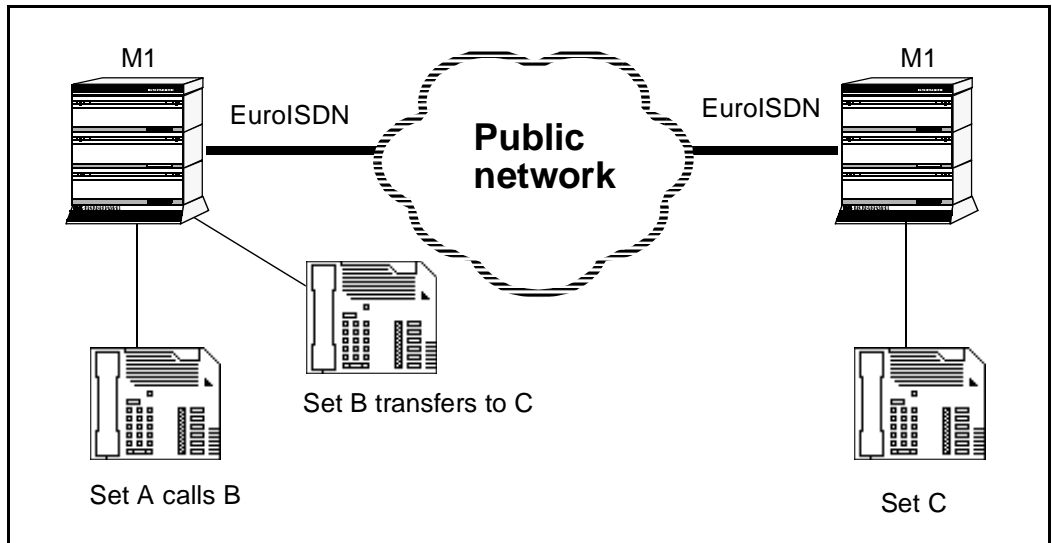 M1
M1
EuroISDN
EuroISDN
Public
network
Set B transfers to C
Set A calls B
Set C